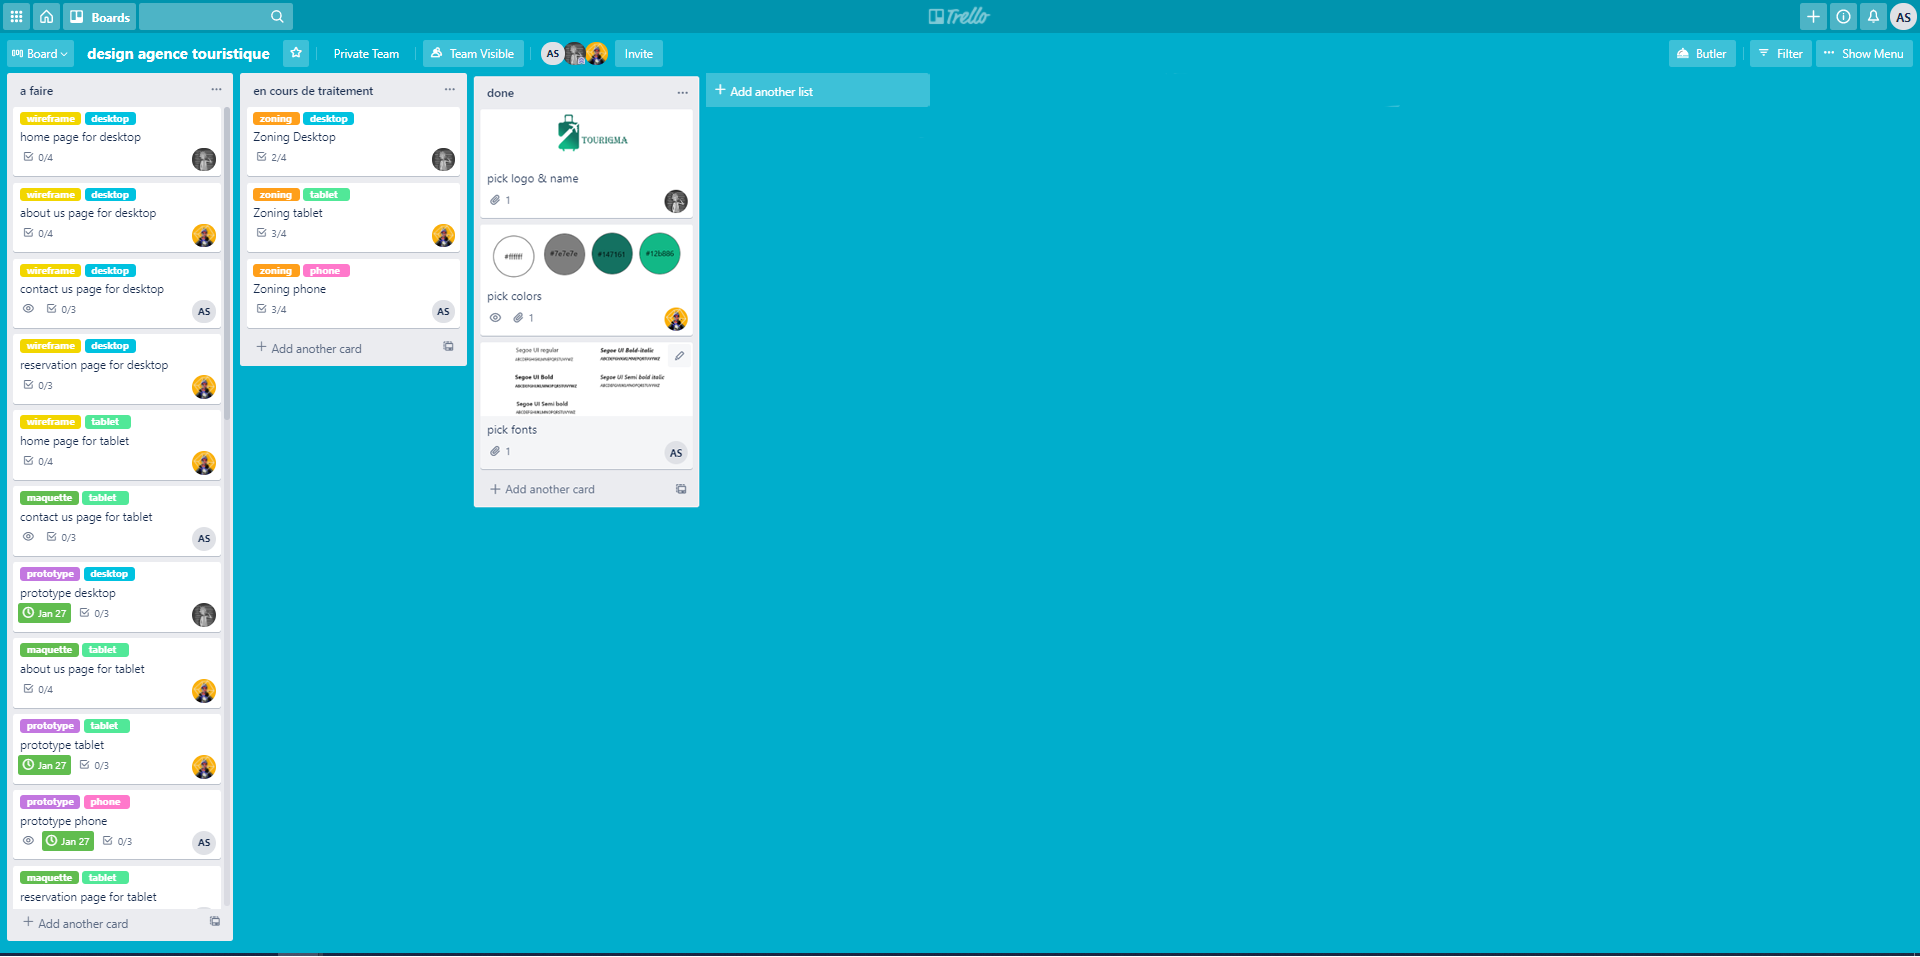 Boards
Trello
AS
Board
design agence touristique
Private Team
Team Visible
AS
Invite
Butler
Filter
Show Menu
a faire
wireframe desktop
home page for desktop
0/4
wireframe desktop
about us page for desktop
0/4
wireframe desktop
contact us page for desktop
0/3
AS
wireframe desktop
reservation page for desktop
0/3
wireframe tablet
home page for tablet
0/4
maquette tablet
contact us page for tablet
0/3
AS
prototype desktop
prototype desktop
Jan 27 0/3
maquette tablet
about us page for tablet
0/4
prototype tablet
prototype tablet
Jan 27 0/3
prototype phone
prototype phone
Jan 27 0/3
AS
maquette tablet
reservation page for tablet
+ Add another card
en cours de traitement
zoning desktop
Zoning Desktop
2/4
zoning tablet
Zoning tablet
3/4
zoning phone
Zoning phone
3/4
AS
+ Add another card
done
TOURIGMA
pick logo & name
1
#ffffff #7e7e7e #147161 #12b886
pick colors
1
Segoe UI regular
Segoe UI Bold-italic
Segoe UI Bold
Segoe UI Semi bold italic
Segoe UI Semi bold
pick fonts
1
AS
+ Add another card
+ Add another list